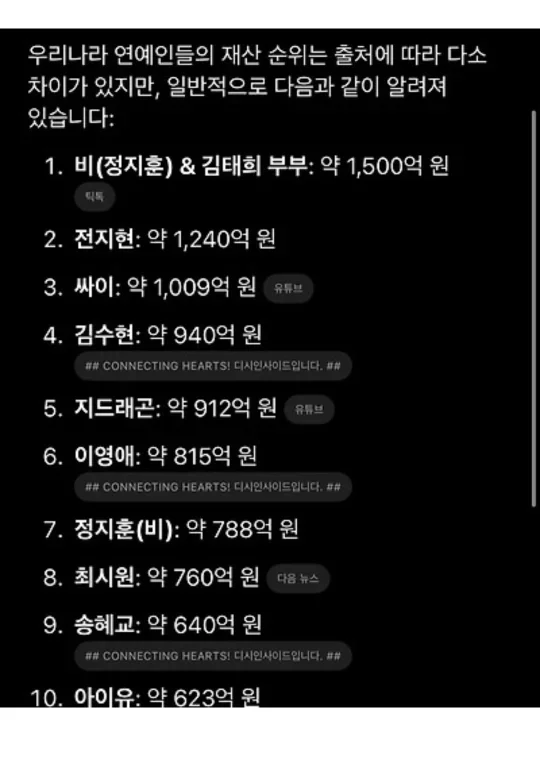 우리나라 연예인들의 재산 순위는 출처에 따라 다소
차이가 있지만, 일반적으로 다음과 같이 알려져
있습니다:
1. 비(정지훈) & 김태희 부부: 약 1,500억 원
틱톡
2. 전지현: 약 1,240억 원
3. 싸이: 약 1,009억 원 유튜브
4. 김수현: 약 940억 원
## CONNECTING HEARTS! 디시인사이드입니다. ##
5. 지드래곤: 약 912억 원 유튜브
6. 이영애: 약 815억 원
## CONNECTING HEARTS! 디시인사이드입니다. ##
7. 정지훈(비): 약 788억 원
8. 최시원: 약 760억 원 다음 뉴스
9. 송혜교: 약 640억 원
## CONNECTING HEARTS! 디시인사이드입니다. ##
10. 아이유: 약 623억 원